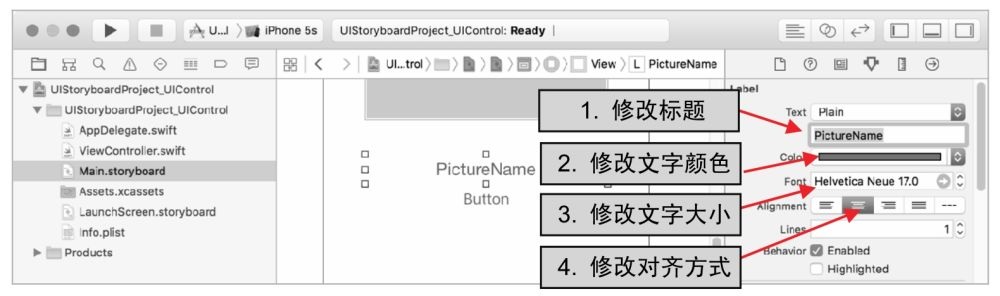 U...l
iPhone 5s
UIStoryboardProject_UIControl: Ready
UI...trol
View
L PictureName
UIStoryboardProject_UIControl
UIStoryboardProject_UIControl
AppDelegate.swift
ViewController.swift
Main.storyboard
Assets.xcassets
LaunchScreen.storyboard
Info.plist
Products
PictureName
Button
1. 修改标题
2. 修改文字颜色
3. 修改文字大小
4. 修改对齐方式
Label
Text Plain
PictureName
Color
Font Helvetica Neue 17.0
Alignment
Lines 1
Behavior Enabled
Highlighted